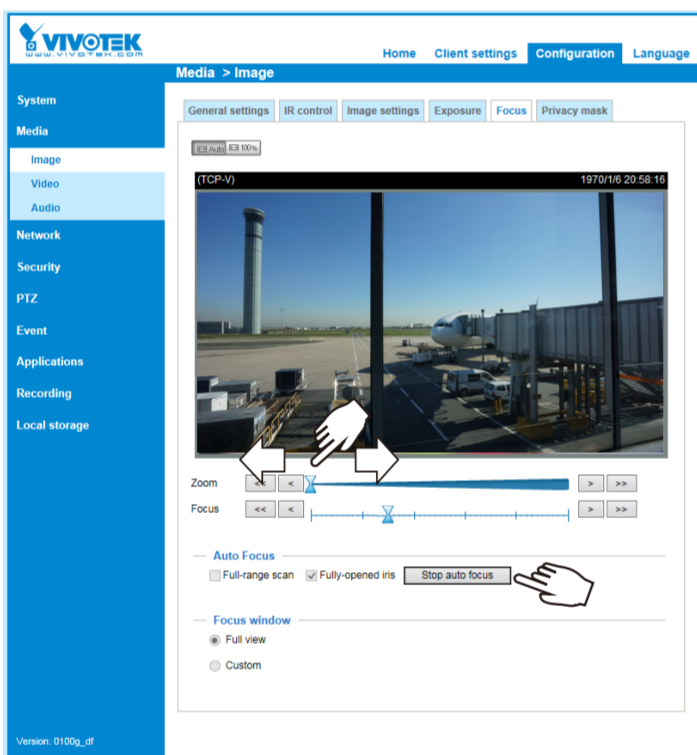 VIVOTEK
www.vivotek.com
Home Client settings Configuration Language
Media > Image
System
Media
Image
Video
Audio
Network
Security
PTZ
Event
Applications
Recording
Local storage
General settings IR control Image settings Exposure Focus Privacy mask
Auto 100%
(TCP-V) 1970/1/6 20:58:16
Zoom << < > >>
Focus << < > >>
Auto Focus
Full-range scan Fully-opened iris Stop auto focus
Focus window
Full view
Custom
Version: 0100g_df